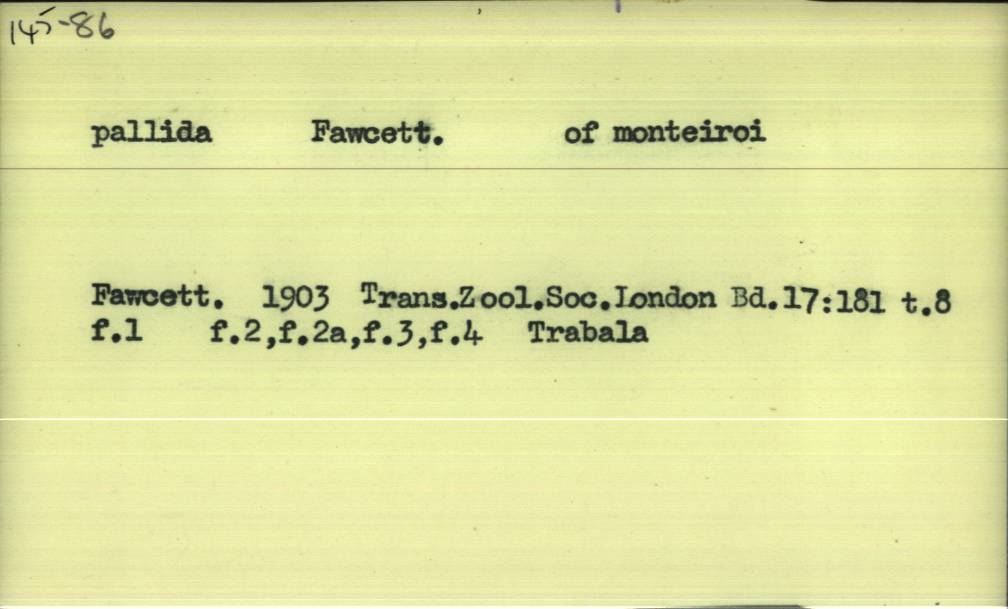 145-86
pallida Fawcett. of monteiroi
Fawcett. 1903 Trans.Zool.Soc.London Bd.17:181 t.8
f.1 f.2,f.2a,f.3,f.4 Trabala